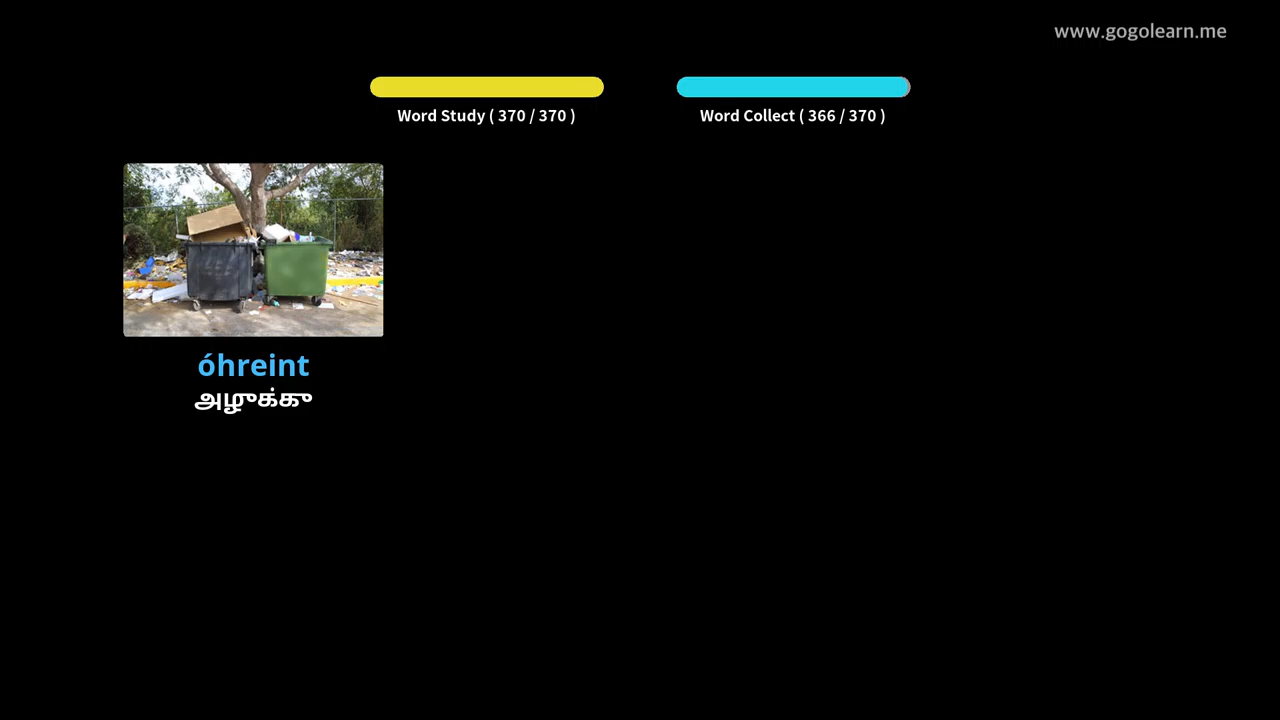 www.gogolearn.me
Word Study ( 370 / 370 )
Word Collect ( 366 / 370 )
óhreint
அழுக்கு